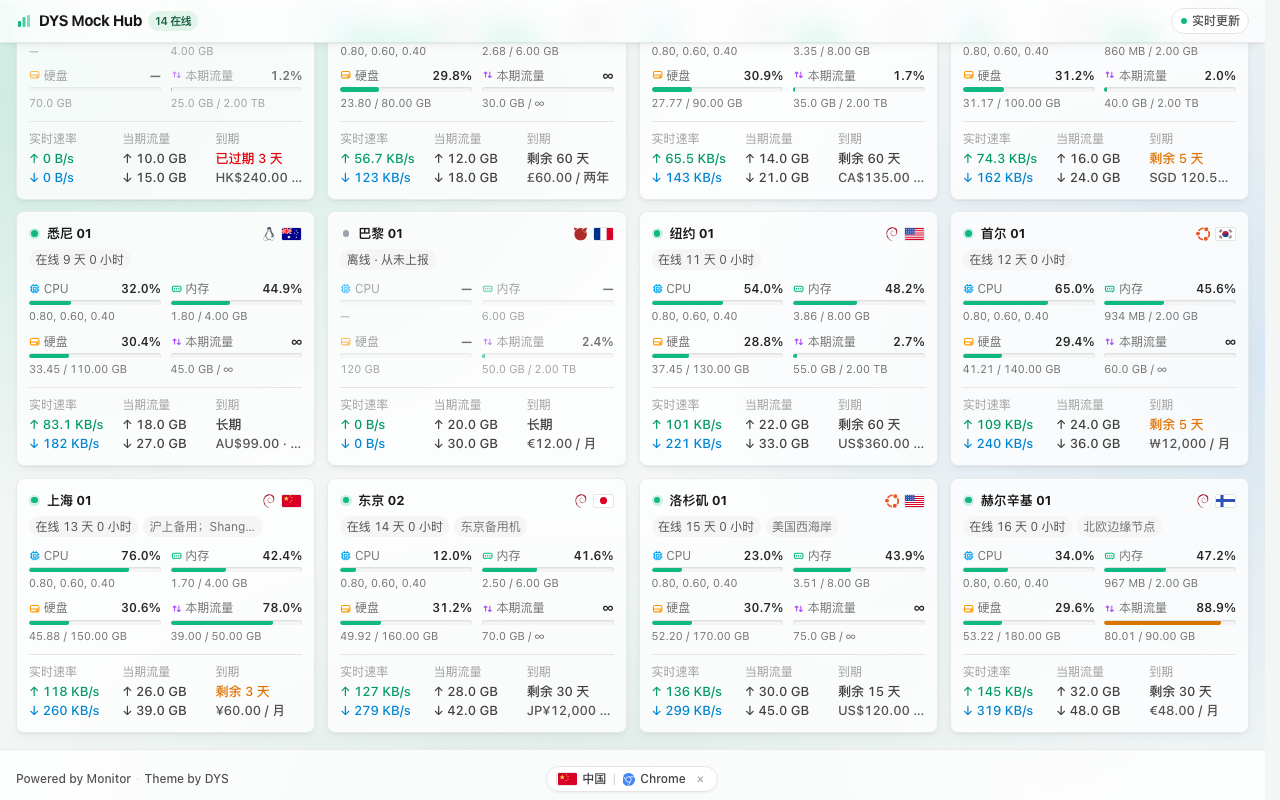 DYS Mock Hub 14 在线 实时更新
— 4.00 GB 0.80, 0.60, 0.40 2.68 / 6.00 GB 0.80, 0.60, 0.40 3.35 / 8.00 GB 0.80, 0.60, 0.40 860 MB / 2.00 GB
硬盘 — 本期流量 1.2% 硬盘 29.8% 本期流量 ∞ 硬盘 30.9% 本期流量 1.7% 硬盘 31.2% 本期流量 2.0%
70.0 GB 25.0 GB / 2.00 TB 23.80 / 80.00 GB 30.0 GB / ∞ 27.77 / 90.00 GB 35.0 GB / 2.00 TB 31.17 / 100.00 GB 40.0 GB / 2.00 TB
实时速率 当期流量 到期 实时速率 当期流量 到期 实时速率 当期流量 到期 实时速率 当期流量 到期
↑ 0 B/s ↑ 10.0 GB 已过期 3 天 ↑ 56.7 KB/s ↑ 12.0 GB 剩余 60 天 ↑ 65.5 KB/s ↑ 14.0 GB 剩余 60 天 ↑ 74.3 KB/s ↑ 16.0 GB 剩余 5 天
↓ 0 B/s ↓ 15.0 GB HK$240.00 ... ↓ 123 KB/s ↓ 18.0 GB £60.00 / 两年 ↓ 143 KB/s ↓ 21.0 GB CA$135.00 ... ↓ 162 KB/s ↓ 24.0 GB SGD 120.5...
悉尼 01 巴黎 01 纽约 01 首尔 01
在线 9 天 0 小时 离线 · 从未上报 在线 11 天 0 小时 在线 12 天 0 小时
CPU 32.0% 内存 44.9% CPU — 内存 — CPU 54.0% 内存 48.2% CPU 65.0% 内存 45.6%
0.80, 0.60, 0.40 1.80 / 4.00 GB — 6.00 GB 0.80, 0.60, 0.40 3.86 / 8.00 GB 0.80, 0.60, 0.40 934 MB / 2.00 GB
硬盘 30.4% 本期流量 ∞ 硬盘 — 本期流量 2.4% 硬盘 28.8% 本期流量 2.7% 硬盘 29.4% 本期流量 ∞
33.45 / 110.00 GB 45.0 GB / ∞ 120 GB 50.0 GB / 2.00 TB 37.45 / 130.00 GB 55.0 GB / 2.00 TB 41.21 / 140.00 GB 60.0 GB / ∞
实时速率 当期流量 到期 实时速率 当期流量 到期 实时速率 当期流量 到期 实时速率 当期流量 到期
↑ 83.1 KB/s ↑ 18.0 GB 长期 ↑ 0 B/s ↑ 20.0 GB 长期 ↑ 101 KB/s ↑ 22.0 GB 剩余 60 天 ↑ 109 KB/s ↑ 24.0 GB 剩余 5 天
↓ 182 KB/s ↓ 27.0 GB AU$99.00 · ... ↓ 0 B/s ↓ 30.0 GB €12.00 / 月 ↓ 221 KB/s ↓ 33.0 GB US$360.00 ... ↓ 240 KB/s ↓ 36.0 GB ₩12,000 / 月
上海 01 东京 02 洛杉矶 01 赫尔辛基 01
在线 13 天 0 小时 沪上备用；Shang... 在线 14 天 0 小时 东京备用机 在线 15 天 0 小时 美国西海岸 在线 16 天 0 小时 北欧边缘节点
CPU 76.0% 内存 42.4% CPU 12.0% 内存 41.6% CPU 23.0% 内存 43.9% CPU 34.0% 内存 47.2%
0.80, 0.60, 0.40 1.70 / 4.00 GB 0.80, 0.60, 0.40 2.50 / 6.00 GB 0.80, 0.60, 0.40 3.51 / 8.00 GB 0.80, 0.60, 0.40 967 MB / 2.00 GB
硬盘 30.6% 本期流量 78.0% 硬盘 31.2% 本期流量 ∞ 硬盘 30.7% 本期流量 ∞ 硬盘 29.6% 本期流量 88.9%
45.88 / 150.00 GB 39.00 / 50.00 GB 49.92 / 160.00 GB 70.0 GB / ∞ 52.20 / 170.00 GB 75.0 GB / ∞ 53.22 / 180.00 GB 80.01 / 90.00 GB
实时速率 当期流量 到期 实时速率 当期流量 到期 实时速率 当期流量 到期 实时速率 当期流量 到期
↑ 118 KB/s ↑ 26.0 GB 剩余 3 天 ↑ 127 KB/s ↑ 28.0 GB 剩余 30 天 ↑ 136 KB/s ↑ 30.0 GB 剩余 15 天 ↑ 145 KB/s ↑ 32.0 GB 剩余 30 天
↓ 260 KB/s ↓ 39.0 GB ¥60.00 / 月 ↓ 279 KB/s ↓ 42.0 GB JP¥12,000 ... ↓ 299 KB/s ↓ 45.0 GB US$120.00 ... ↓ 319 KB/s ↓ 48.0 GB €48.00 / 月
Powered by Monitor · Theme by DYS 中国 | Chrome ×